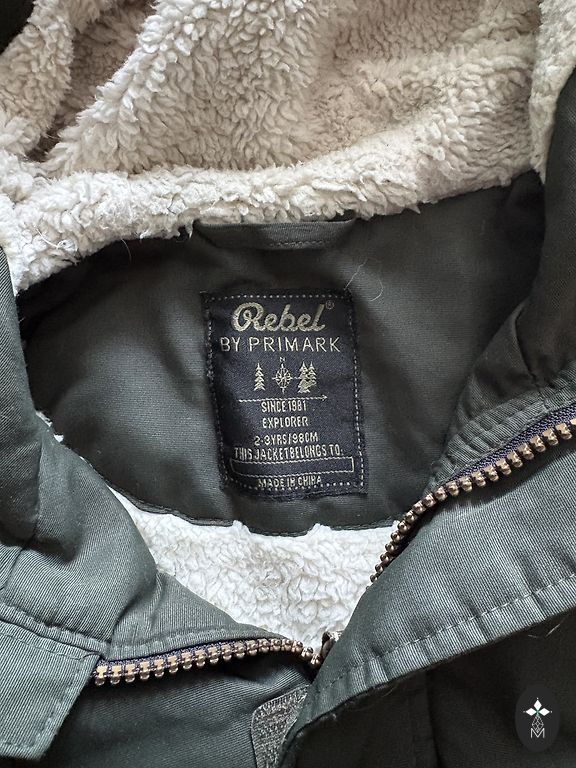 Rebel®
BY PRIMARK
N
SINCE 1981
EXPLORER
2-3YRS/98CM
THIS JACKET BELONGS TO.
MADE IN CHINA
M